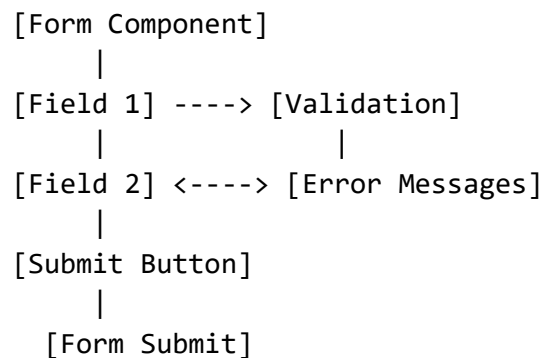 [Form Component]
|
[Field 1] ----> [Validation]
| |
[Field 2] <----> [Error Messages]
|
[Submit Button]
|
[Form Submit]